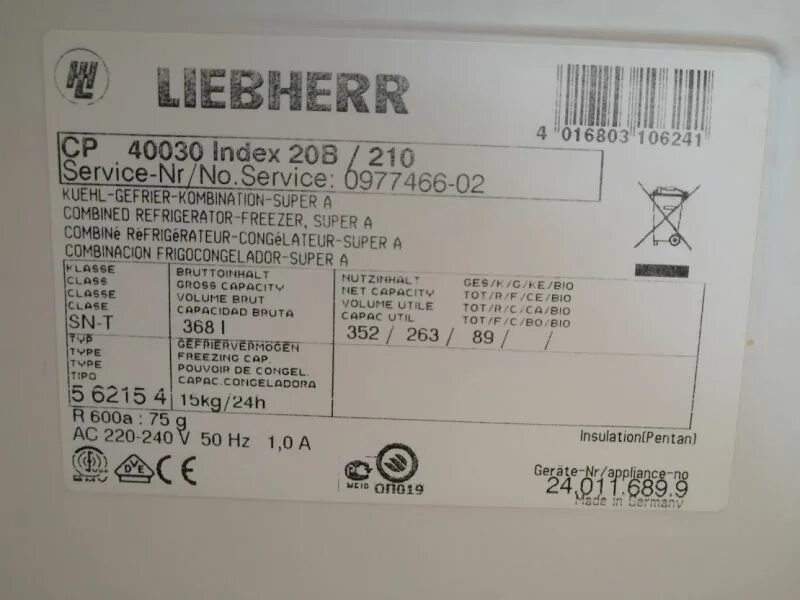 LIEBHERR
4 016803 106241
CP 40030 Index 20B / 210
Service-Nr/No.Service: 0977466-02
KUEHL-GEFRIER-KOMBINATION-SUPER A
COMBINED REFRIGERATOR-FREEZER, SUPER A
COMBINé RéFRIGéRATEUR-CONGéLATEUR-SUPER A
COMBINACION FRIGOCONGELADOR-SUPER A
KLASSE
CLASS
CLASSE
CLASE
SN-T
BRUTTOINHALT
GROSS CAPACITY
VOLUME BRUT
CAPACIDAD BRUTA
368 l
NUTZINHALT GES/K/G/KE/BIO
NET CAPACITY TOT/R/F/CE/BIO
VOLUME UTILE TOT/R/C/CA/BIO
CAPAC UTIL TOT/F/C/BO/BIO
352 / 263 / 89 / /
TYP
TYPE
TYPE
TIPO
5 6215 4
GEFRIERVERMÖGEN
FREEZING CAP.
POUVOIR DE CONGEL.
CAPAC.CONGELADORA
15kg/24h
R 600a : 75 g
AC 220-240 V 50 Hz 1,0 A
Insulation(Pentan)
EMV
DVE
CE
ME10
ОП019
Geräte-Nr/appliance-no
24.011.689.9
Made in Germany